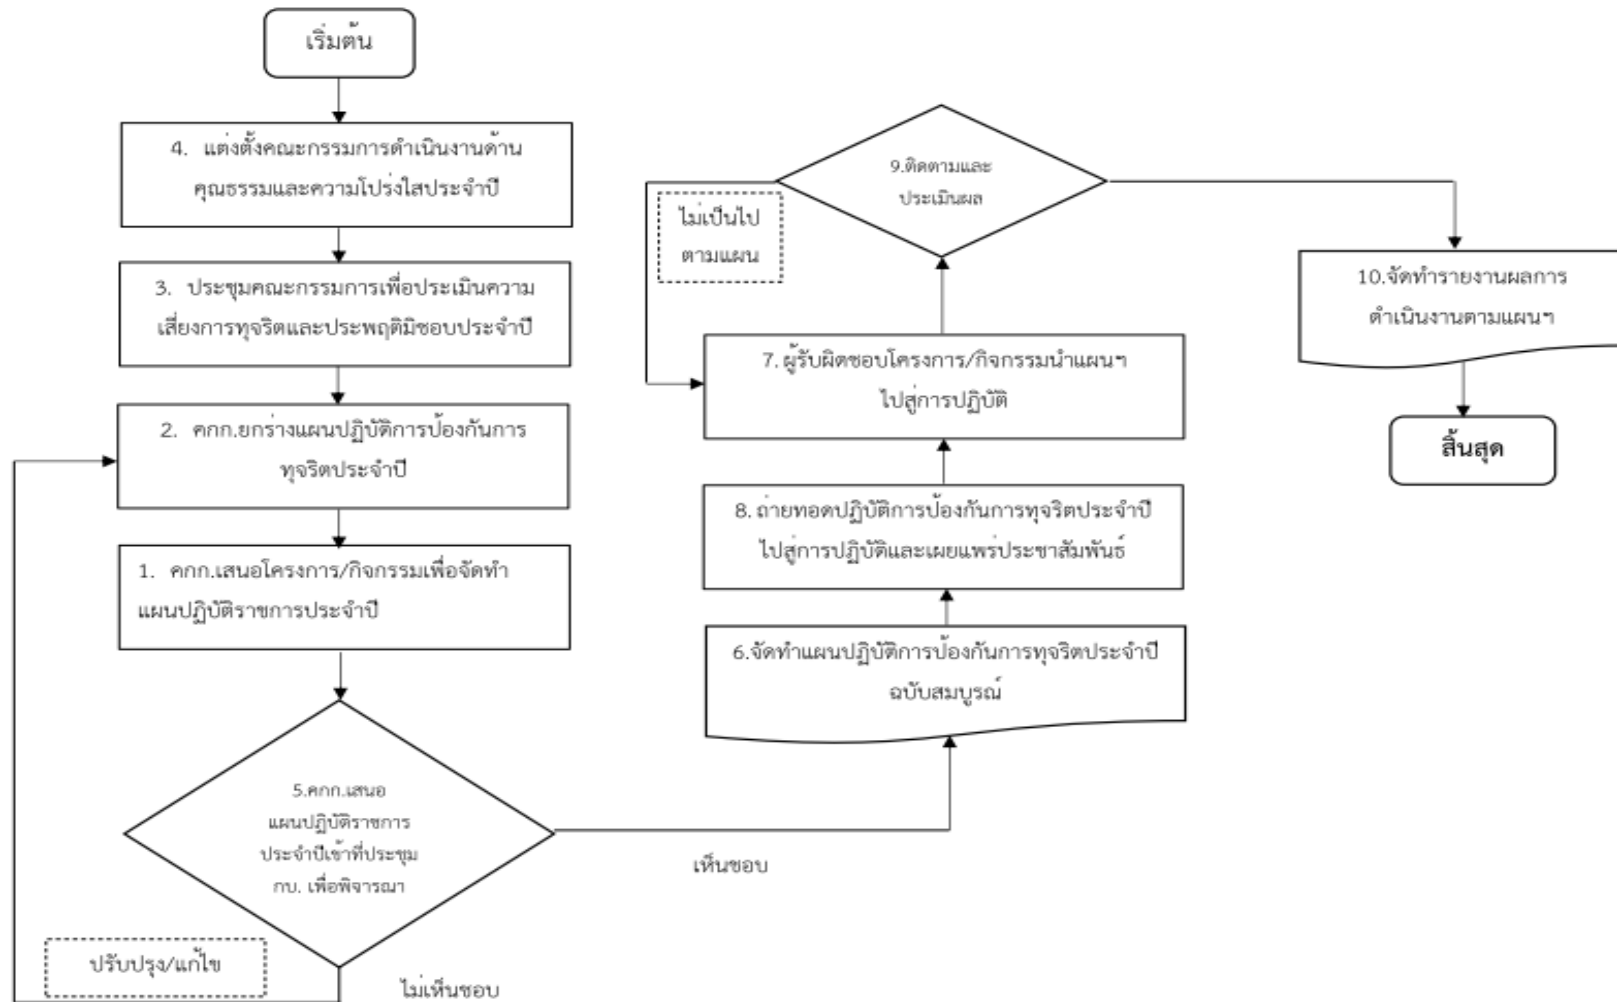 เริ่มต้น
4. แต่งตั้งคณะกรรมการดำเนินงานด้าน
คุณธรรมและความโปร่งใสประจำปี
3. ประชุมคณะกรรมการเพื่อประเมินความ
เสี่ยงการทุจริตและประพฤติมิชอบประจำปี
2. คกก.ยกร่างแผนปฏิบัติการป้องกันการ
ทุจริตประจำปี
1. คกก.เสนอโครงการ/กิจกรรมเพื่อจัดทำ
แผนปฏิบัติราชการประจำปี
5.คกก.เสนอ
แผนปฏิบัติราชการ
ประจำปีเข้าที่ประชุม
กบ. เพื่อพิจารณา
ปรับปรุง/แก้ไข
ไม่เห็นชอบ
เห็นชอบ
6.จัดทำแผนปฏิบัติการป้องกันการทุจริตประจำปี
ฉบับสมบูรณ์
8. ถ่ายทอดปฏิบัติการป้องกันการทุจริตประจำปี
ไปสู่การปฏิบัติและเผยแพร่ประชาสัมพันธ์
7. ผู้รับผิดชอบโครงการ/กิจกรรมนำแผนฯ
ไปสู่การปฏิบัติ
9.ติดตามและ
ประเมินผล
ไม่เป็นไป
ตามแผน
10.จัดทำรายงานผลการ
ดำเนินงานตามแผนฯ
สิ้นสุด